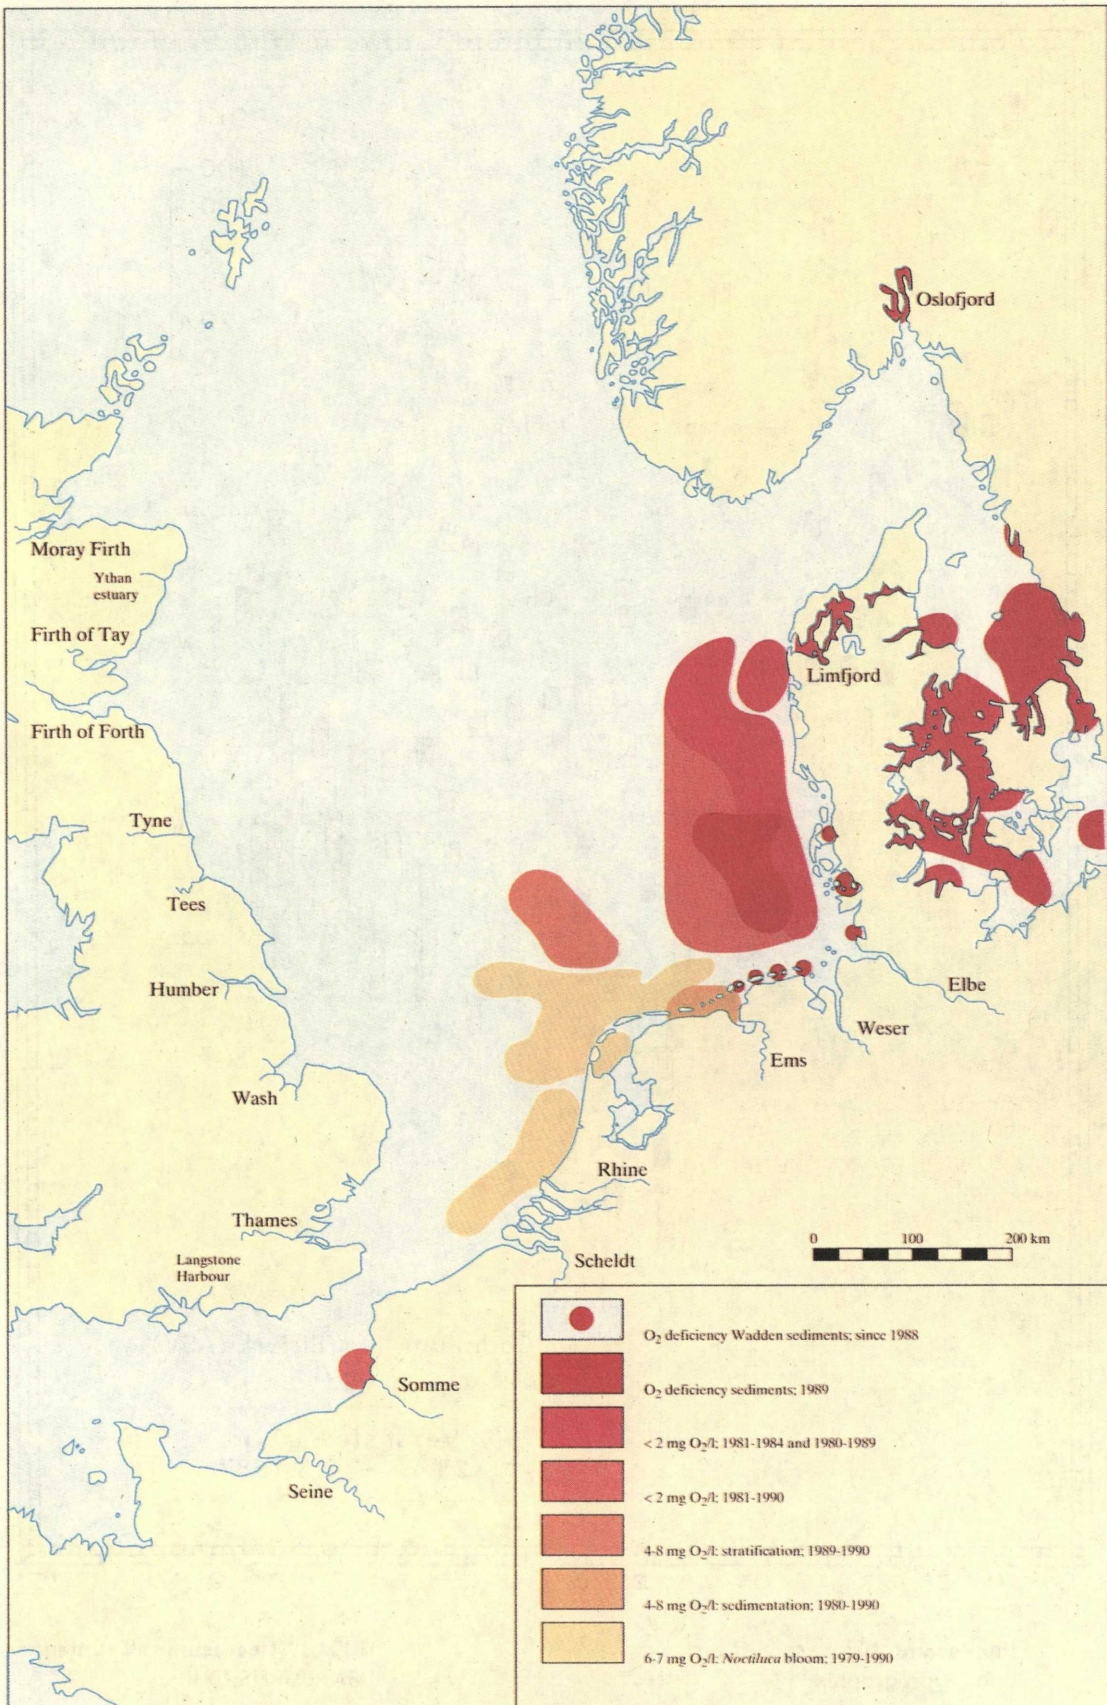 Oslofjord
Moray Firth
Ythan
estuary
Firth of Tay
Limfjord
Firth of Forth
Tyne
Tees
Humber
Elbe
Weser
Ems
Wash
Rhine
Thames
0 100 200 km
Langstone
Harbour
Scheldt
Somme
Seine
O₂ deficiency Wadden sediments; since 1988
O₂ deficiency sediments; 1989
< 2 mg O₂/l; 1981-1984 and 1980-1989
< 2 mg O₂/l; 1981-1990
4-8 mg O₂/l: stratification; 1989-1990
4-8 mg O₂/l: sedimentation; 1980-1990
6-7 mg O₂/l: Noctiluca bloom; 1979-1990